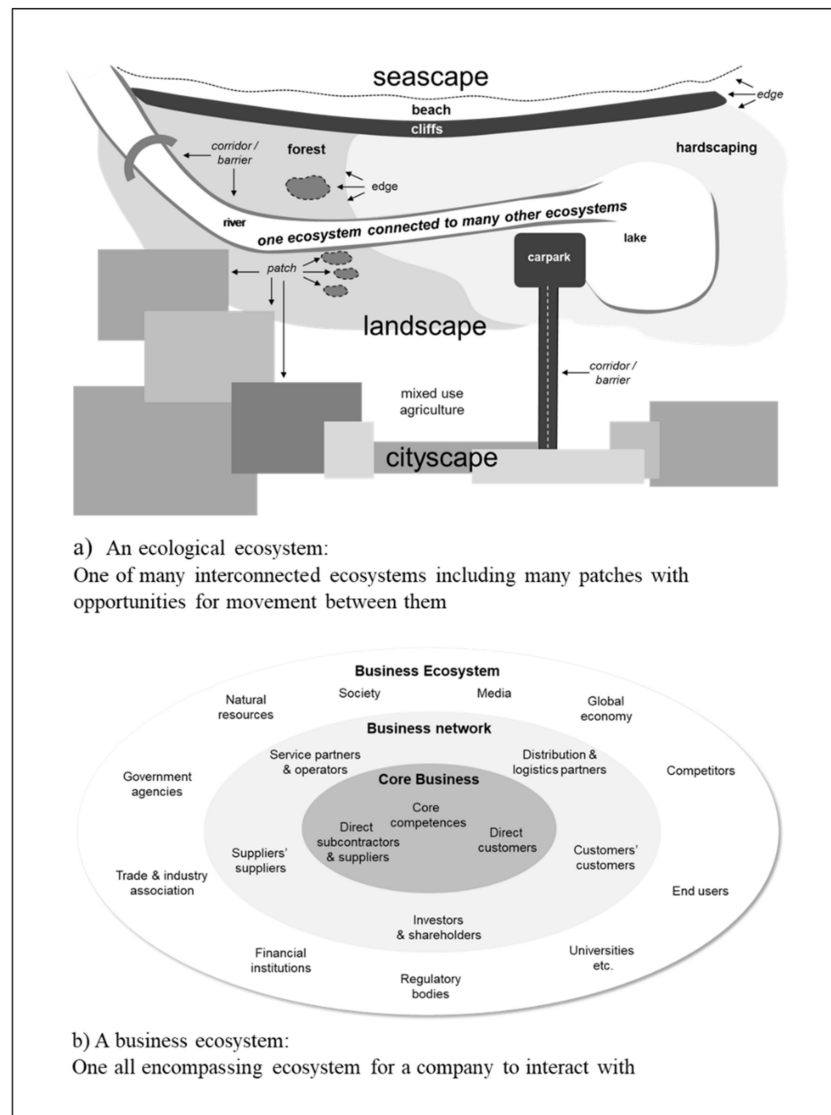 seascape
edge
beach
cliffs
corridor /
barrier
forest
hardscaping
edge
river
one ecosystem connected to many other ecosystems
lake
carpark
patch
landscape
corridor /
barrier
mixed use
agriculture
cityscape
a) An ecological ecosystem:
One of many interconnected ecosystems including many patches with
opportunities for movement between them
Business Ecosystem
Natural
resources
Society
Media
Global
economy
Business network
Service partners
& operators
Distribution &
logistics partners
Government
agencies
Competitors
Core Business
Core
competences
Direct
subcontractors
& suppliers
Direct
customers
Suppliers'
suppliers
Customers'
customers
Trade & industry
association
End users
Investors
& shareholders
Financial
institutions
Universities
etc.
Regulatory
bodies
b) A business ecosystem:
One all encompassing ecosystem for a company to interact with